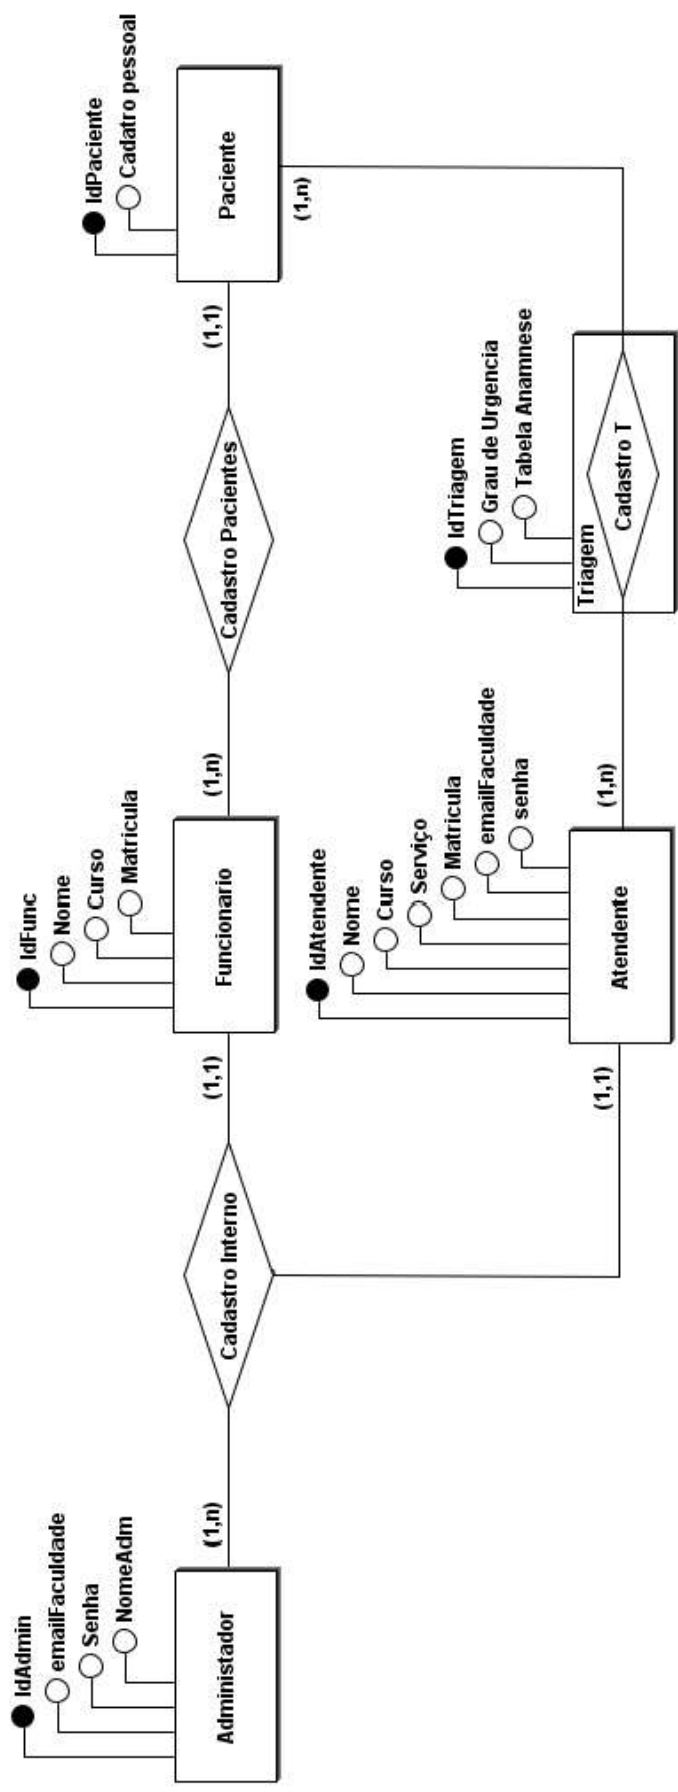 IdAdmin
emailFaculdade
Senha
NomeAdm
Administador
(1,n)
Cadastro Interno
(1,1)
IdFunc
Nome
Curso
Matricula
Funcionario
(1,n)
Cadastro Pacientes
(1,1)
IdPaciente
Cadatro pessoal
Paciente
(1,n)
(1,1)
IdAtendente
Nome
Curso
Serviço
Matricula
emailFaculdade
senha
Atendente
(1,n)
IdTriagem
Grau de Urgencia
Tabela Anamnese
Triagem
Cadastro T